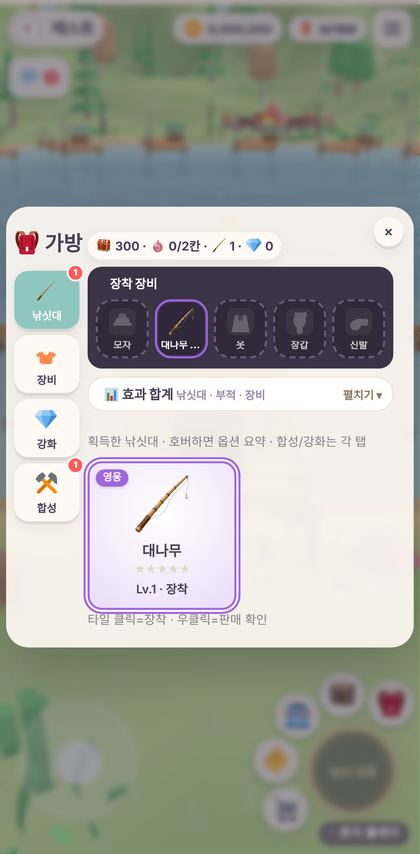 가방
300 · 0/2칸 · 1 · 0
×
1
낚싯대
장비
강화
1
합성
장착 장비
모자
대나무 ...
옷
장갑
신발
효과 합계 낚싯대 · 부적 · 장비
펼치기 ▾
획득한 낚싯대 · 호버하면 옵션 요약 · 합성/강화는 각 탭
영웅
대나무
★★★★★
Lv.1 · 장착
타일 클릭=장착 · 우클릭=판매 확인